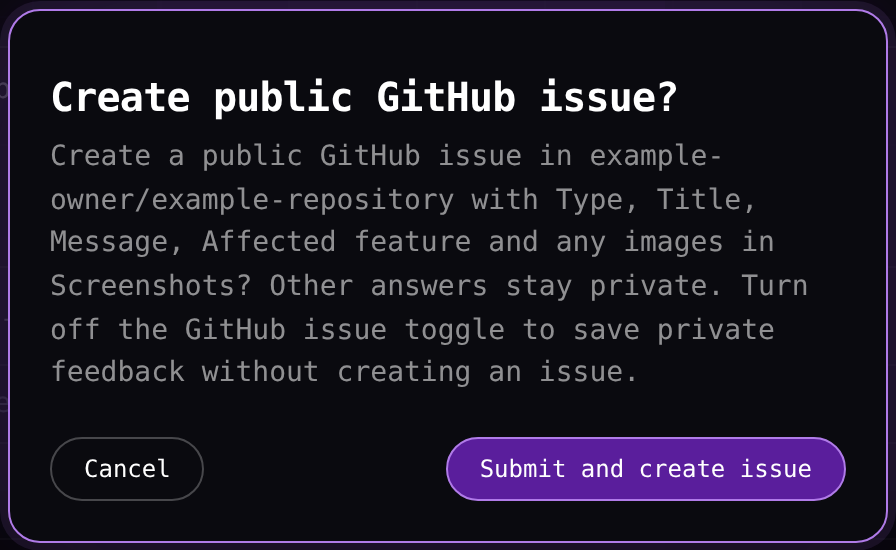 Create public GitHub issue?
Create a public GitHub issue in example-
owner/example-repository with Type, Title,
Message, Affected feature and any images in
Screenshots? Other answers stay private. Turn
off the GitHub issue toggle to save private
feedback without creating an issue.
Cancel
Submit and create issue